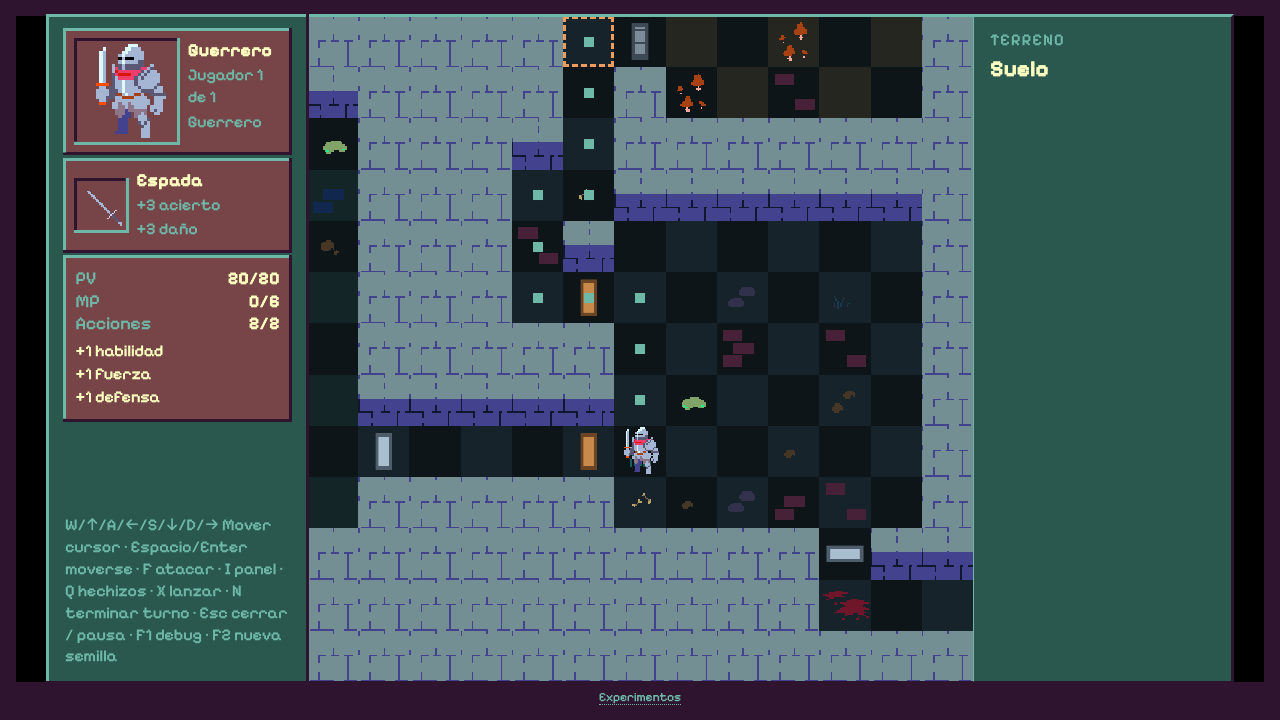 Guerrero
Jugador 1
de 1
Guerrero
Espada
+3 acierto
+3 daño
PV 80/80
MP 0/6
Acciones 8/8
+1 habilidad
+1 fuerza
+1 defensa
W/↑/A/←/S/↓/D/→ Mover
cursor · Espacio/Enter
moverse · F atacar · I panel ·
Q hechizos · X lanzar · N
terminar turno · Esc cerrar
/ pausa · F1 debug · F2 nueva
semilla
TERRENO
Suelo
Experimentos